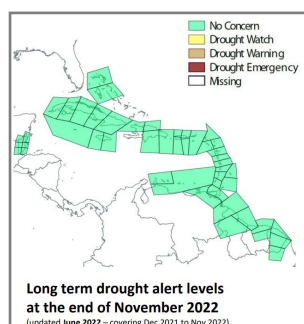 No Concern
Drought Watch
Drought Warning
Drought Emergency
Missing
Long term drought alert levels
at the end of November 2022
(updated June 2022 – covering Dec 2021 to Nov 2022)